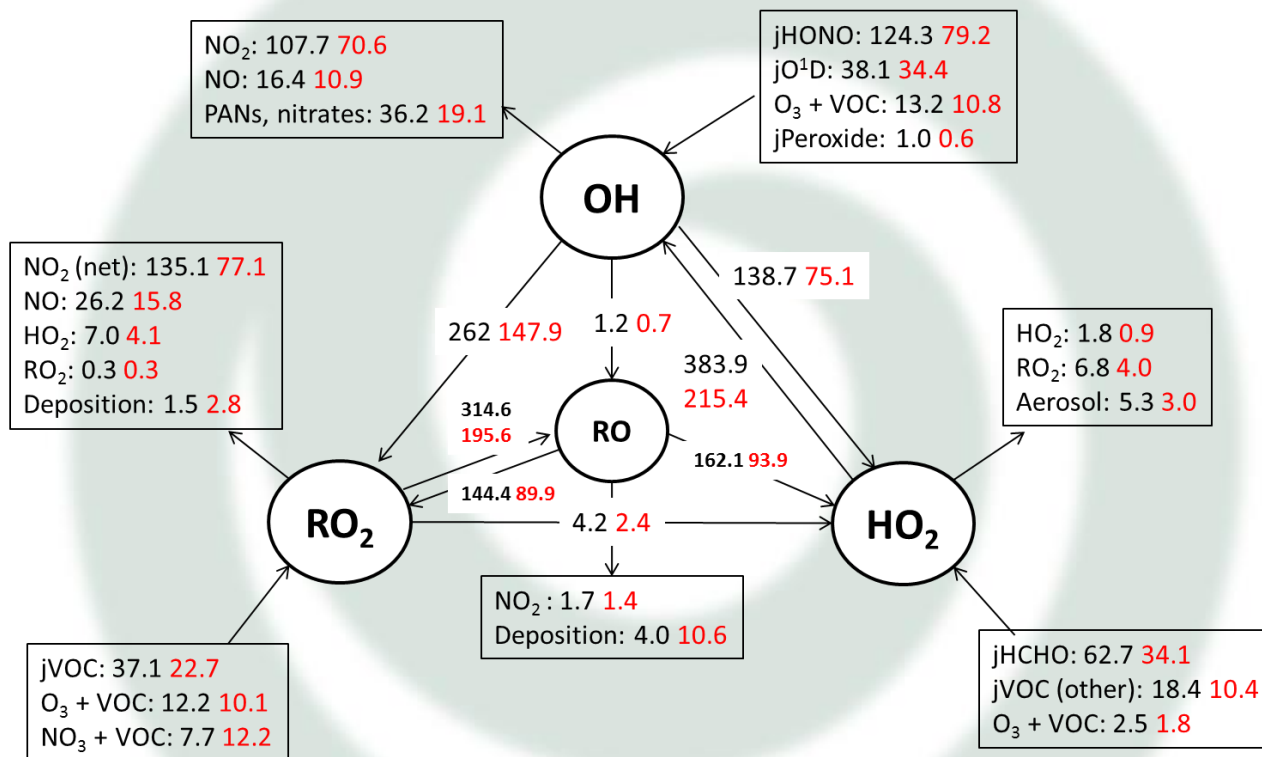 NO₂: 107.7 70.6
NO: 16.4 10.9
PANs, nitrates: 36.2 19.1
jHONO: 124.3 79.2
jO¹D: 38.1 34.4
O₃ + VOC: 13.2 10.8
jPeroxide: 1.0 0.6
OH
NO₂ (net): 135.1 77.1
NO: 26.2 15.8
HO₂: 7.0 4.1
RO₂: 0.3 0.3
Deposition: 1.5 2.8
138.7 75.1
262 147.9
1.2 0.7
383.9
215.4
HO₂: 1.8 0.9
RO₂: 6.8 4.0
Aerosol: 5.3 3.0
314.6
195.6
RO
162.1 93.9
144.4 89.9
RO₂
4.2 2.4
HO₂
NO₂ : 1.7 1.4
Deposition: 4.0 10.6
jVOC: 37.1 22.7
O₃ + VOC: 12.2 10.1
NO₃ + VOC: 7.7 12.2
jHCHO: 62.7 34.1
jVOC (other): 18.4 10.4
O₃ + VOC: 2.5 1.8